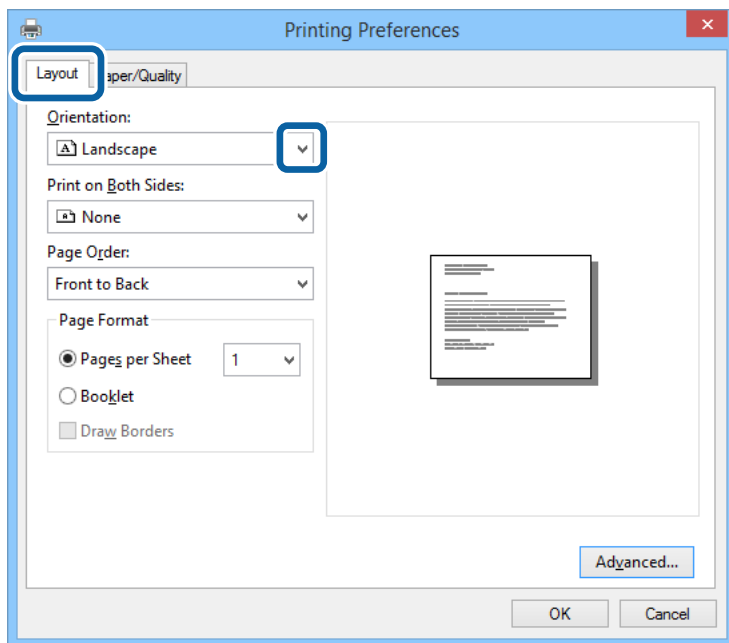 Printing Preferences
Layout
aper/Quality
Orientation:
Landscape
Print on Both Sides:
None
Page Order:
Front to Back
Page Format
Pages per Sheet 1
Booklet
Draw Borders
Advanced...
OK Cancel